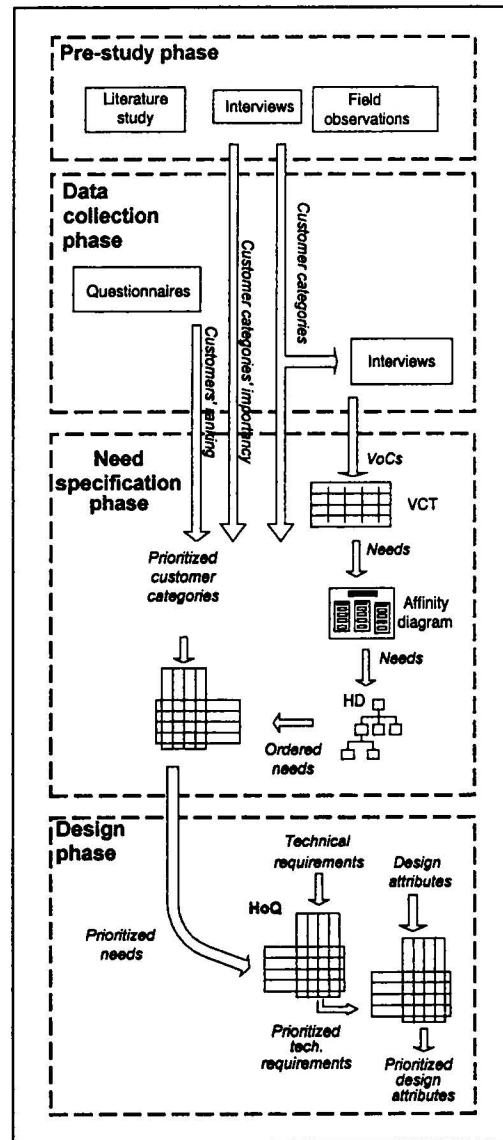 Pre-study phase
Literature
study
Interviews
Field
observations
Data
collection
phase
Questionnaires
Customers' ranking
Customer categories' importancy
Customer categories
Interviews
Need
specification
phase
VoCs
VCT
Needs
Prioritized
customer
categories
Affinity
diagram
Needs
HD
Ordered
needs
Design
phase
Technical
requirements
Design
attributes
HoQ
Prioritized
needs
Prioritized
tech.
requirements
Prioritized
design
attributes